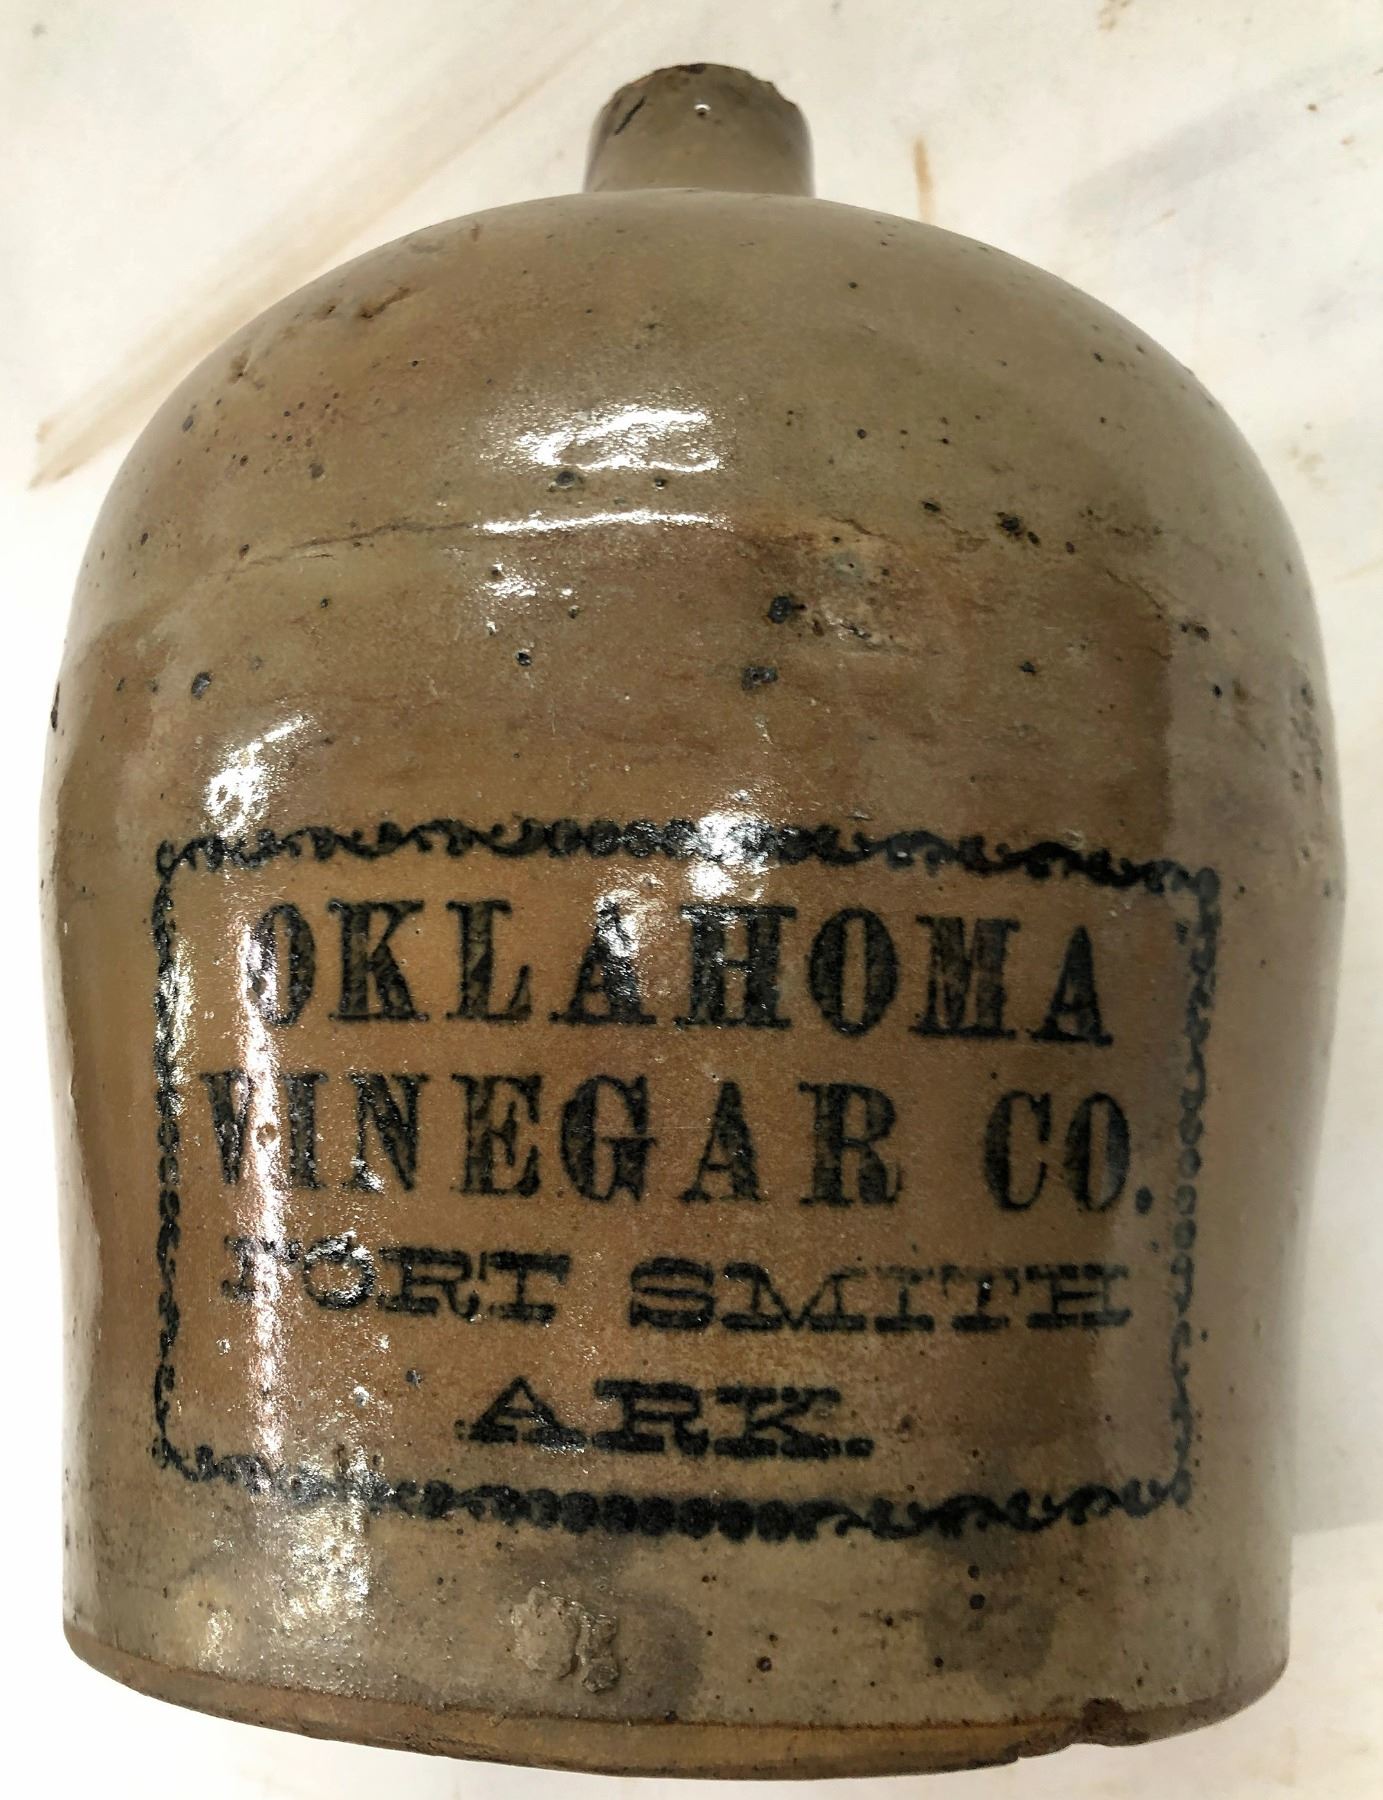 OKLAHOMA
VINEGAR CO.
FORT SMITH
ARK.